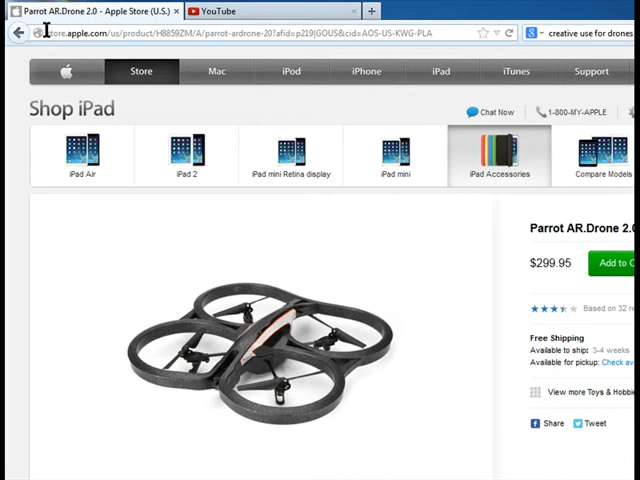 Parrot AR.Drone 2.0 - Apple Store (U.S.) × YouTube × +
store.apple.com/us/product/H8859ZM/A/parrot-ardrone-20?afid=p219|GOUS&cid=AOS-US-KWG-PLA creative use for drones
Store Mac iPod iPhone iPad iTunes Support
Shop iPad
Chat Now 1-800-MY-APPLE
iPad Air iPad 2 iPad mini Retina display iPad mini iPad Accessories Compare Models
Parrot AR.Drone 2.0
$299.95 Add to C
Based on 32 re
Free Shipping
Available to ship: 3-4 weeks
Available for pickup: Check av
View more Toys & Hobbie
Share Tweet